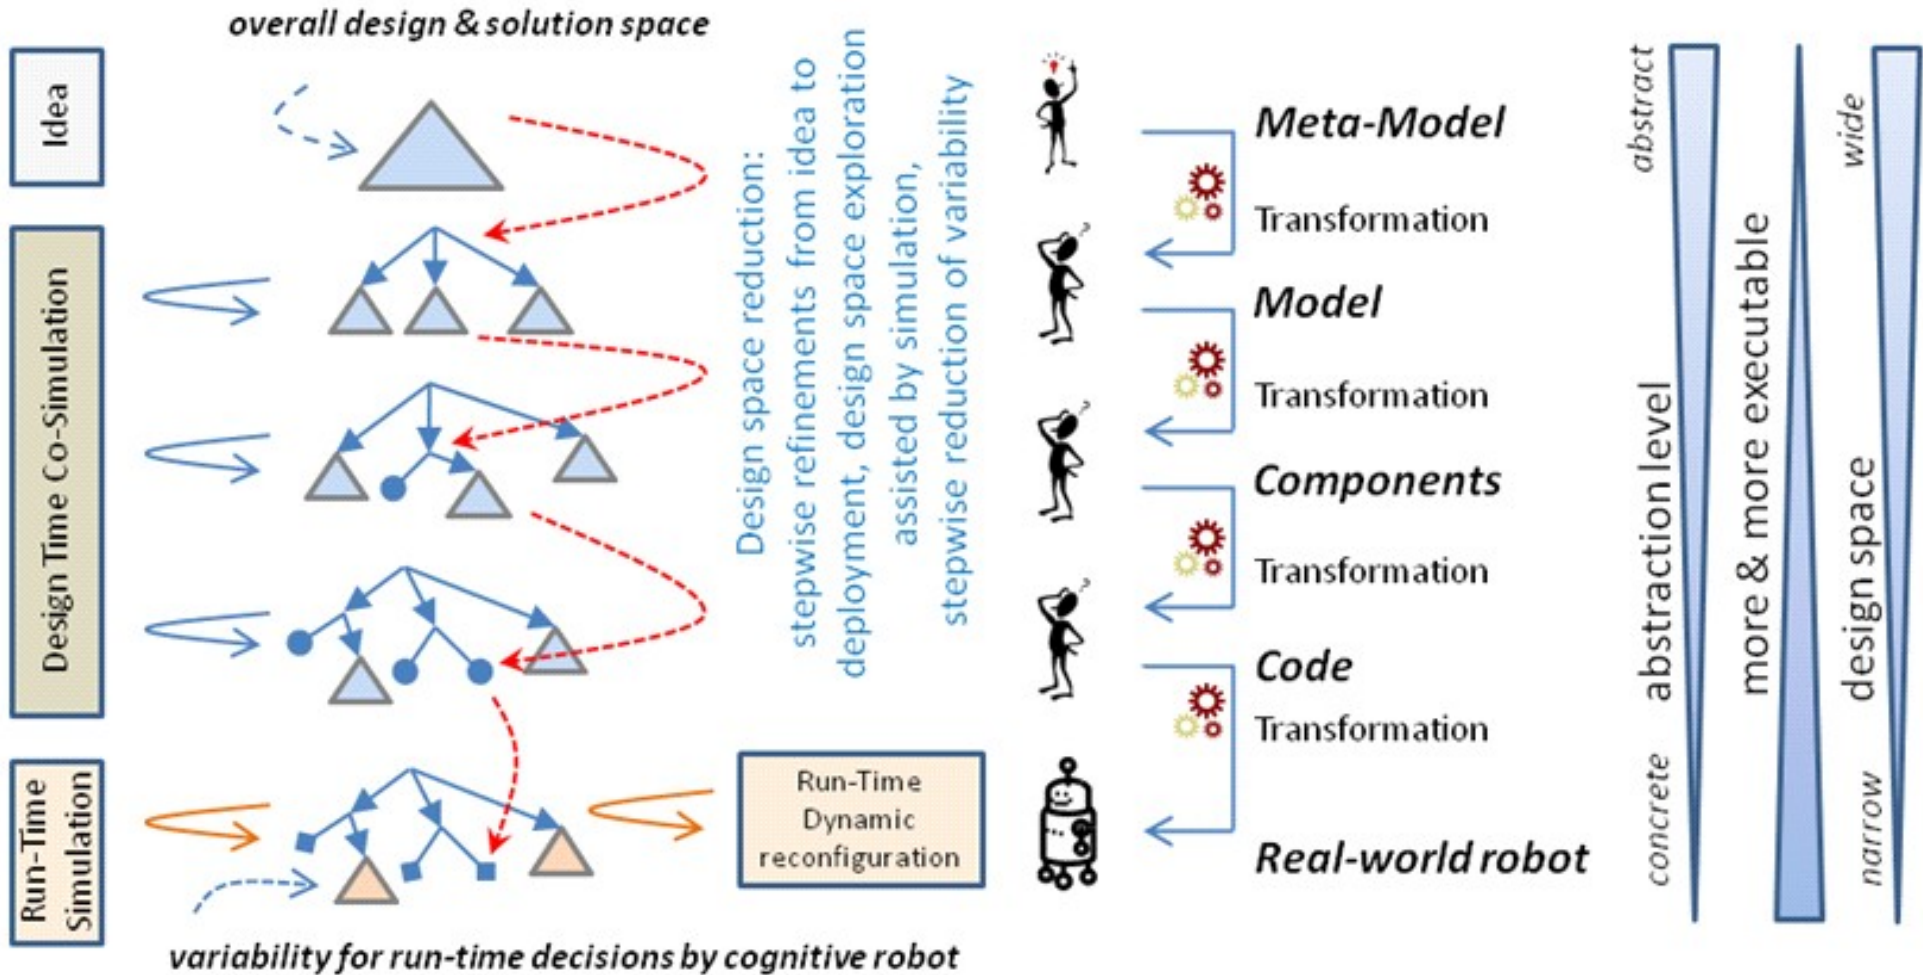 overall design & solution space
Idea
Design Time Co-Simulation
Run-Time
Simulation
Design space reduction:
stepwise refinements from idea to
deployment, design space exploration
assisted by simulation,
stepwise reduction of variability
Run-Time
Dynamic
reconfiguration
variability for run-time decisions by cognitive robot
?
?
?
Meta-Model
Transformation
Model
Transformation
Components
Transformation
Code
Transformation
Real-world robot
abstract
abstraction level
concrete
more & more executable
wide
design space
narrow